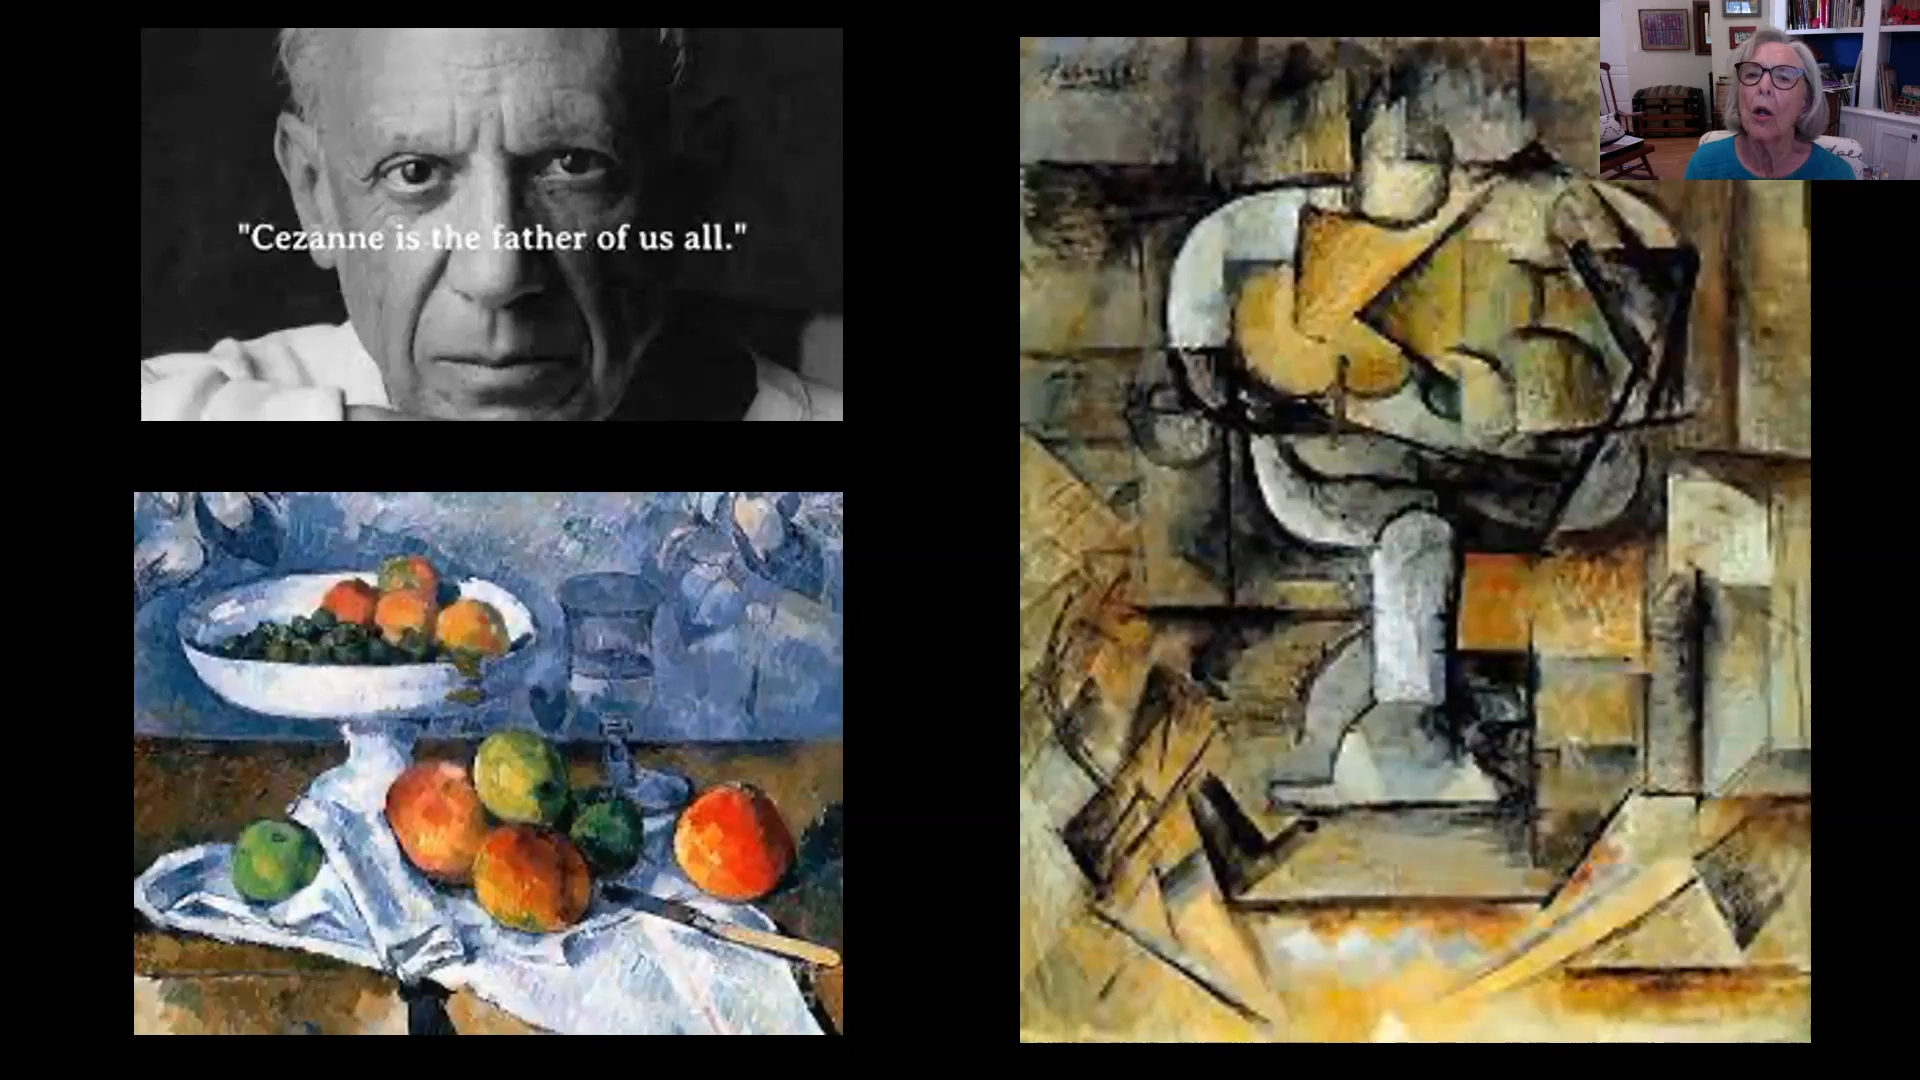 "Cezanne is the father of us all."